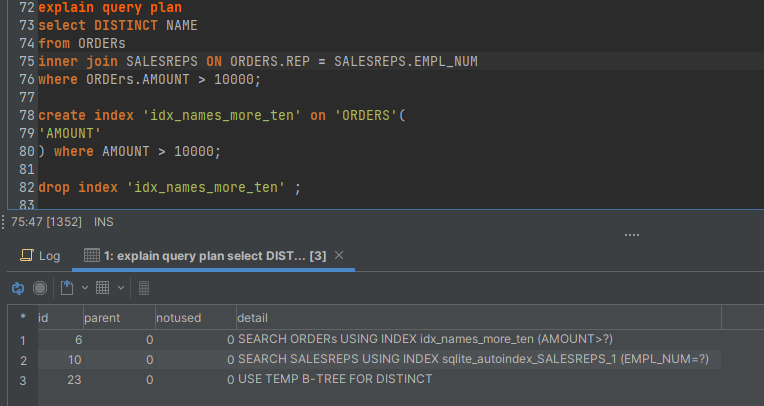 72 explain query plan
73 select DISTINCT NAME
74 from ORDERs
75 inner join SALESREPS ON ORDERS.REP = SALESREPS.EMPL_NUM
76 where ORDErs.AMOUNT > 10000;
77
78 create index 'idx_names_more_ten' on 'ORDERS'(
79 'AMOUNT'
80 ) where AMOUNT > 10000;
81
82 drop index 'idx_names_more_ten' ;
83
75:47 [1352] INS
Log 1: explain query plan select DIST... [3]
* id parent notused detail
1 6 0 0 SEARCH ORDERs USING INDEX idx_names_more_ten (AMOUNT>?)
2 10 0 0 SEARCH SALESREPS USING INDEX sqlite_autoindex_SALESREPS_1 (EMPL_NUM=?)
3 23 0 0 USE TEMP B-TREE FOR DISTINCT